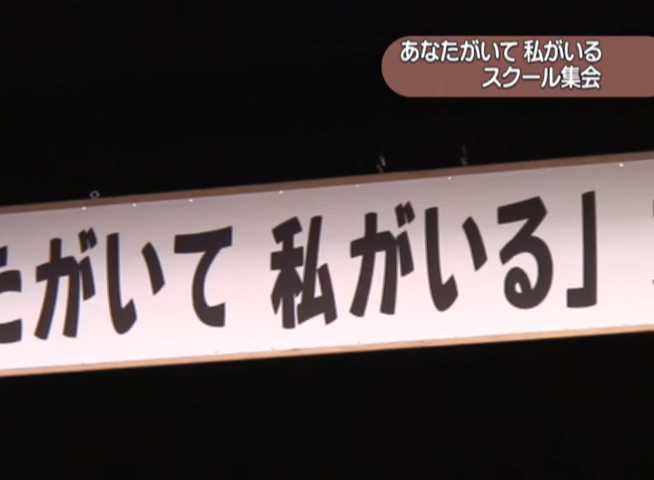 あなたがいて 私がいる
スクール集会
たがいて 私がいる」